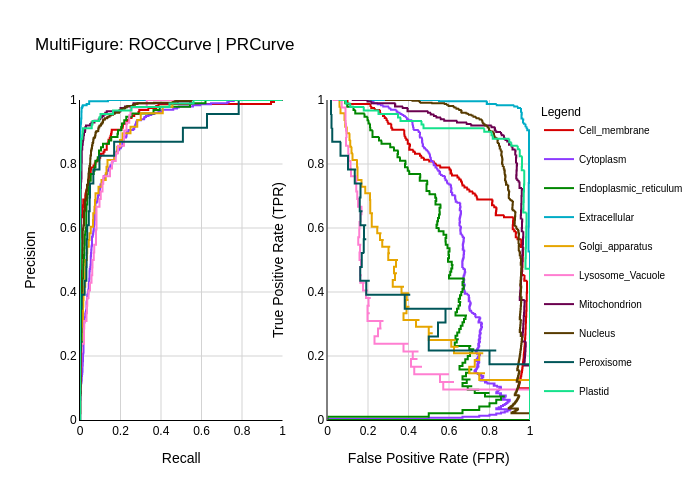 MultiFigure: ROCCurve | PRCurve
Precision
1
0.8
0.6
0.4
0.2
0
0 0.2 0.4 0.6 0.8 1
Recall
True Positive Rate (TPR)
1
0.8
0.6
0.4
0.2
0
0 0.2 0.4 0.6 0.8 1
False Positive Rate (FPR)
Legend
Cell_membrane
Cytoplasm
Endoplasmic_reticulum
Extracellular
Golgi_apparatus
Lysosome_Vacuole
Mitochondrion
Nucleus
Peroxisome
Plastid